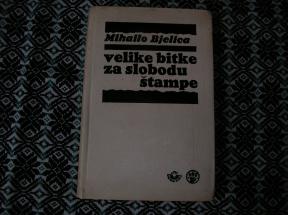 Mihailo Bjelica
velike bitke
za slobodu
štampe